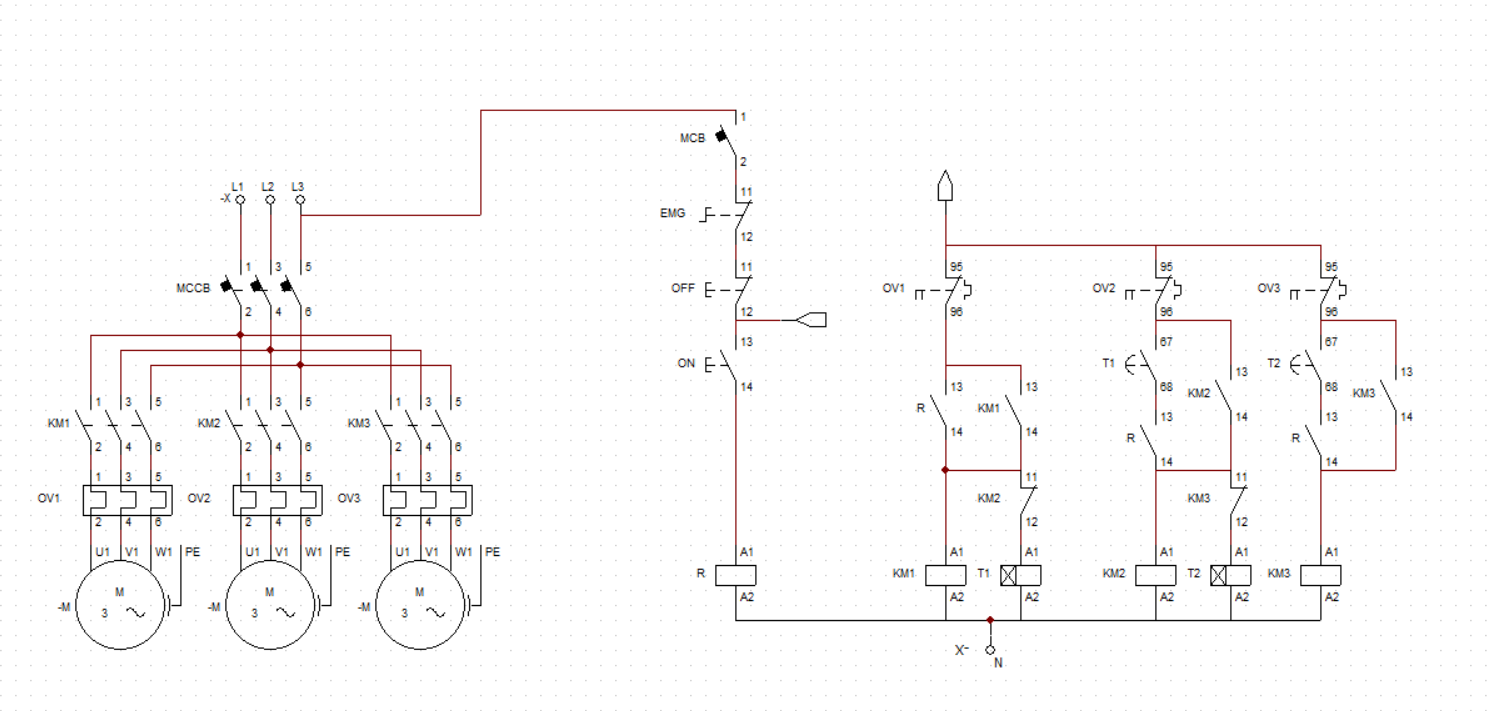 1
MCB
2
L1 L2 L3
-X
11
EMG
12
1 3 5
MCCB
2 4 6
11
OFF
12
95 95 95
OV1 OV2 OV3
96 96 96
13
ON
14
67 67
T1 T2
68 68
13 13
KM2 KM3
14 14
13 13
R KM1
14 14
13 13
R R
14 14
1 3 5 1 3 5 1 3 5
KM1 KM2 KM3
2 4 6 2 4 6 2 4 6
1 3 5 1 3 5 1 3 5
OV1 OV2 OV3
2 4 6 2 4 6 2 4 6
11 11
KM2 KM3
12 12
U1 V1 W1 PE U1 V1 W1 PE U1 V1 W1 PE
A1 A1 A1 A1 A1 A1
R KM1 T1 KM2 T2 KM3
A2 A2 A2 A2 A2 A2
M M M
-M 3 -M 3 -M 3
X-
N